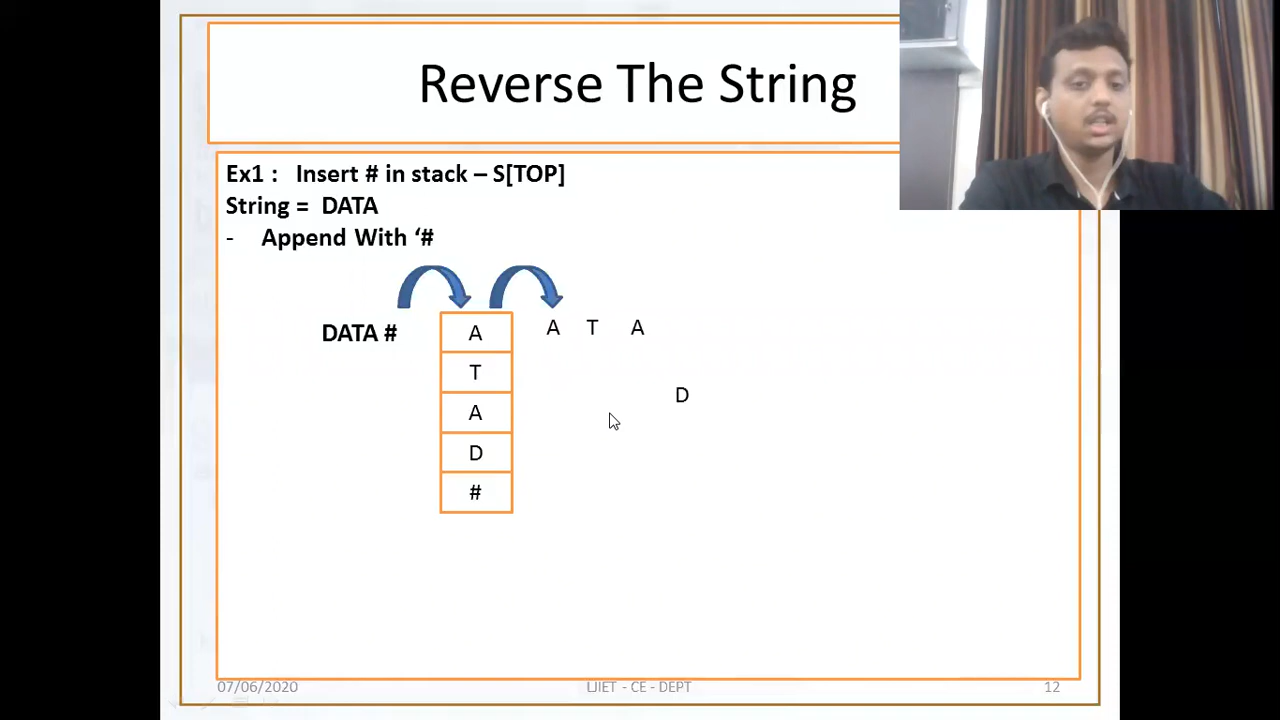 Reverse The String
Ex1 : Insert # in stack – S[TOP]
String = DATA
- Append With ‘#
DATA #
A
T
A
D
#
A T A
D
07/06/2020
LJIET - CE - DEPT
12